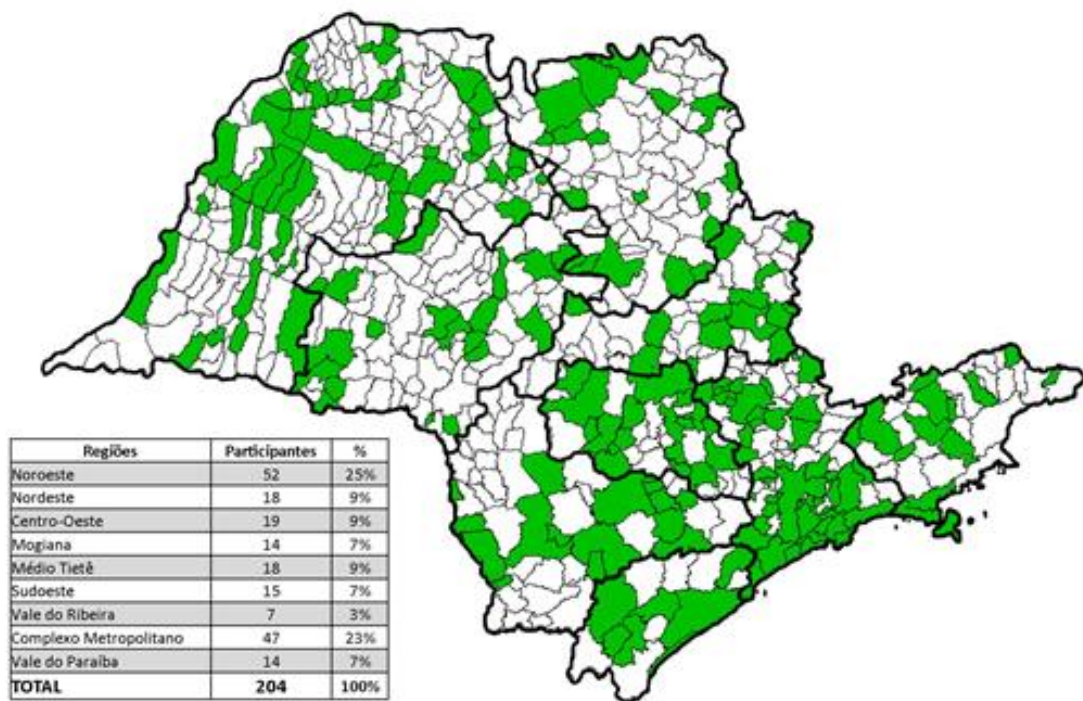 Regiões Participantes %
Noroeste 52 25%
Nordeste 18 9%
Centro-Oeste 19 9%
Mogiana 14 7%
Médio Tietê 18 9%
Sudoeste 15 7%
Vale do Ribeira 7 3%
Complexo Metropolitano 47 23%
Vale do Paraíba 14 7%
TOTAL 204 100%